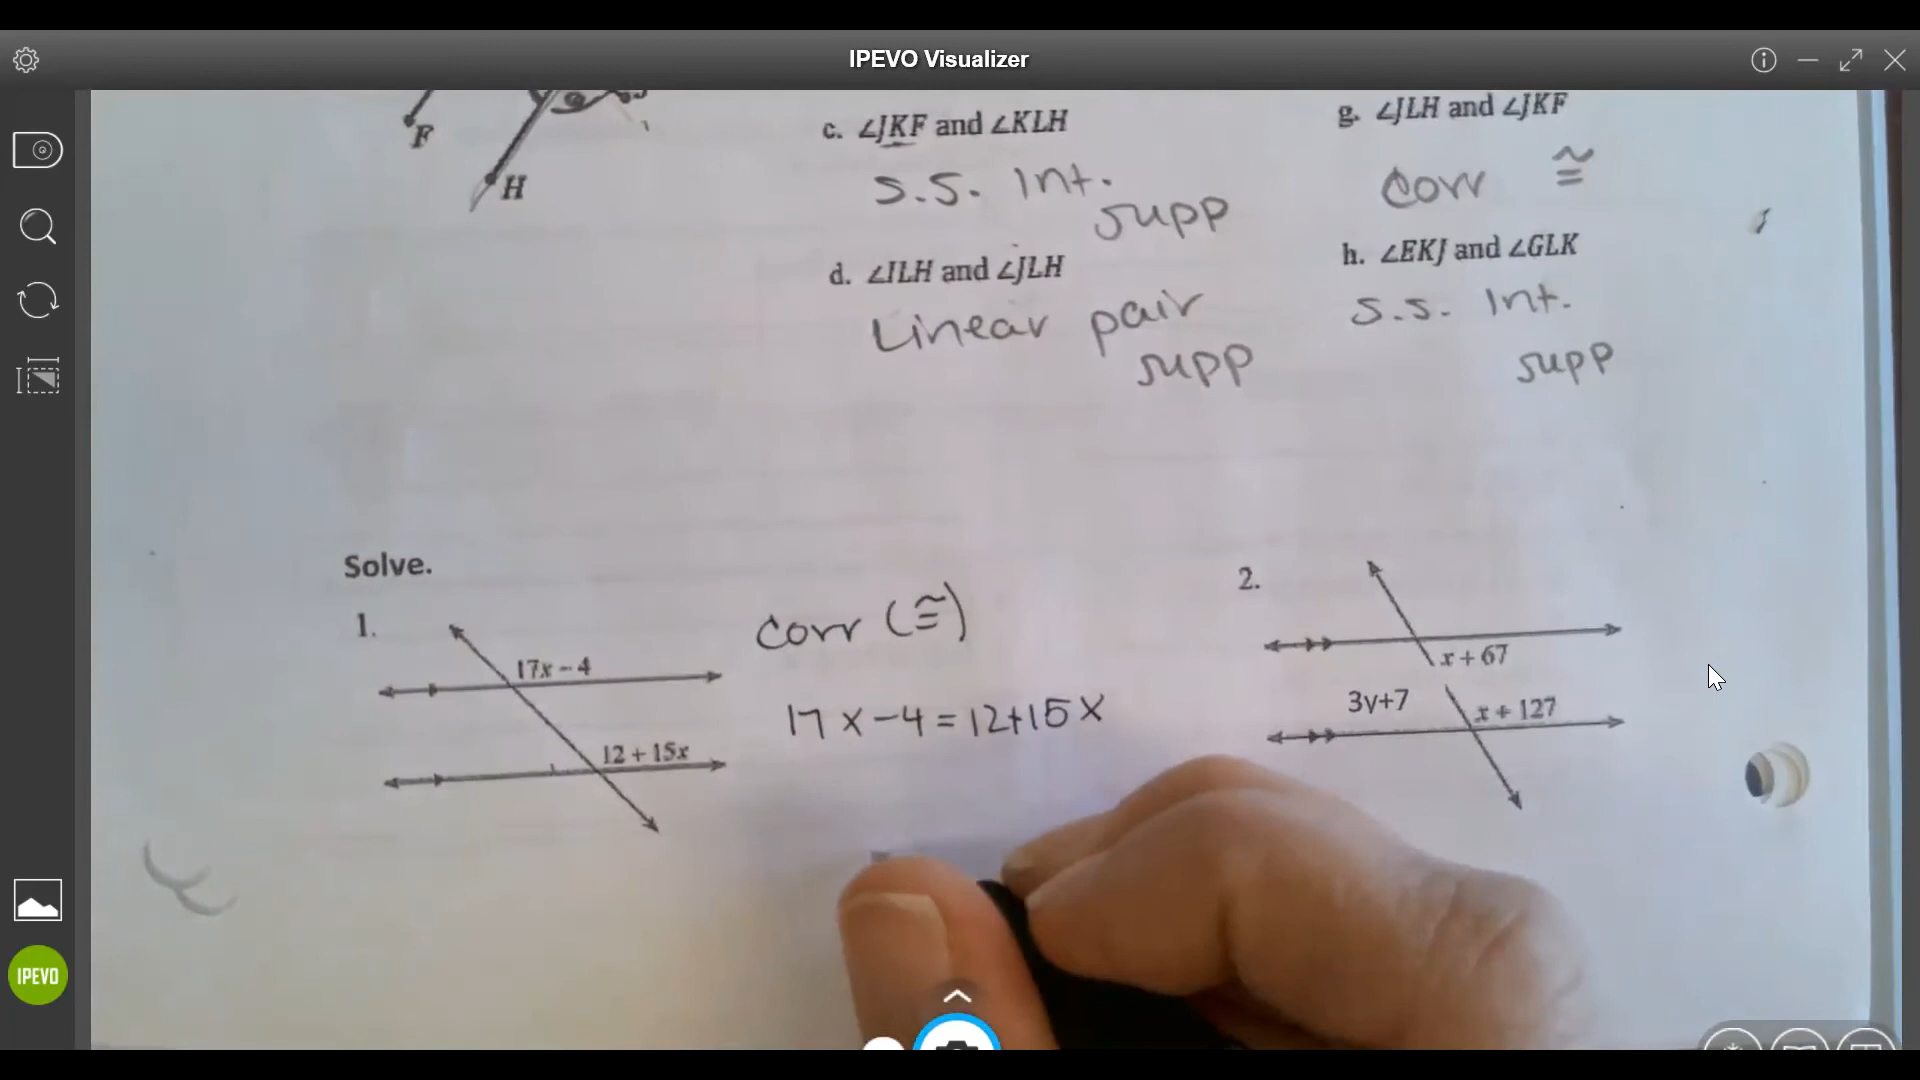 IPEVO Visualizer
F
H
c. ∠JKF and ∠KLH
s.s. Int.
supp
d. ∠ILH and ∠JLH
Linear pair
supp
g. ∠JLH and ∠JKF
Corr ≅
h. ∠EKJ and ∠GLK
s.s. Int.
supp
Solve.
1.
17x − 4
12 + 15x
Corr (≅)
17x − 4 = 12+15x
2.
x + 67
3y+7
x + 127
IPEVO